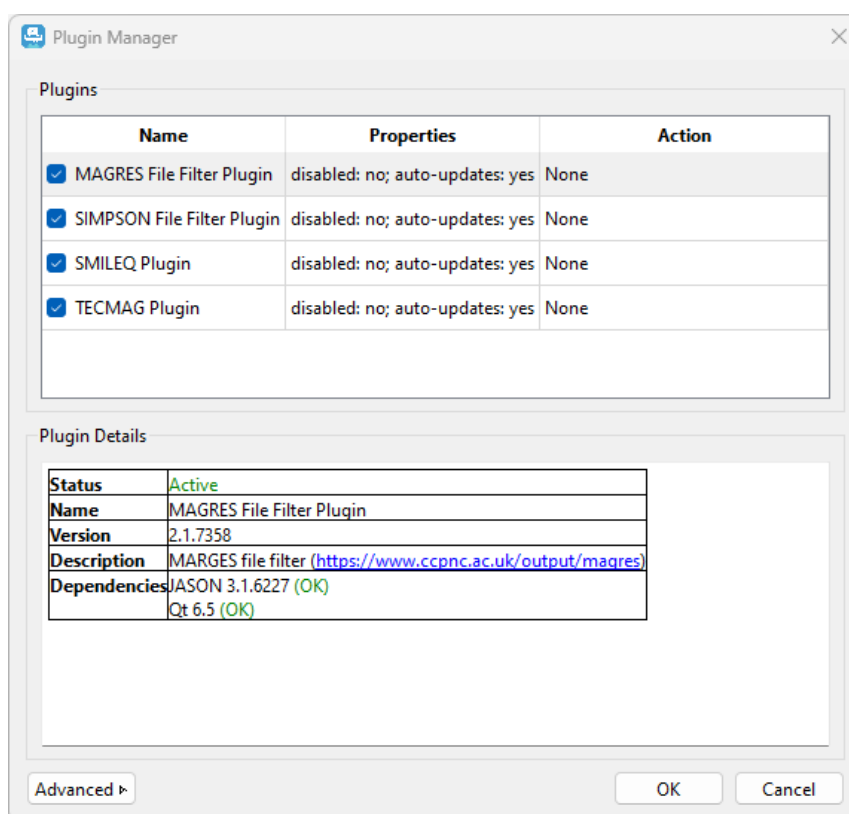 Plugin Manager
Plugins
Name Properties Action
MAGRES File Filter Plugin disabled: no; auto-updates: yes None
SIMPSON File Filter Plugin disabled: no; auto-updates: yes None
SMILEQ Plugin disabled: no; auto-updates: yes None
TECMAG Plugin disabled: no; auto-updates: yes None
Plugin Details
Status Active
Name MAGRES File Filter Plugin
Version 2.1.7358
Description MARGES file filter (https://www.ccpnc.ac.uk/output/magres)
Dependencies JASON 3.1.6227 (OK)
Qt 6.5 (OK)
Advanced OK Cancel